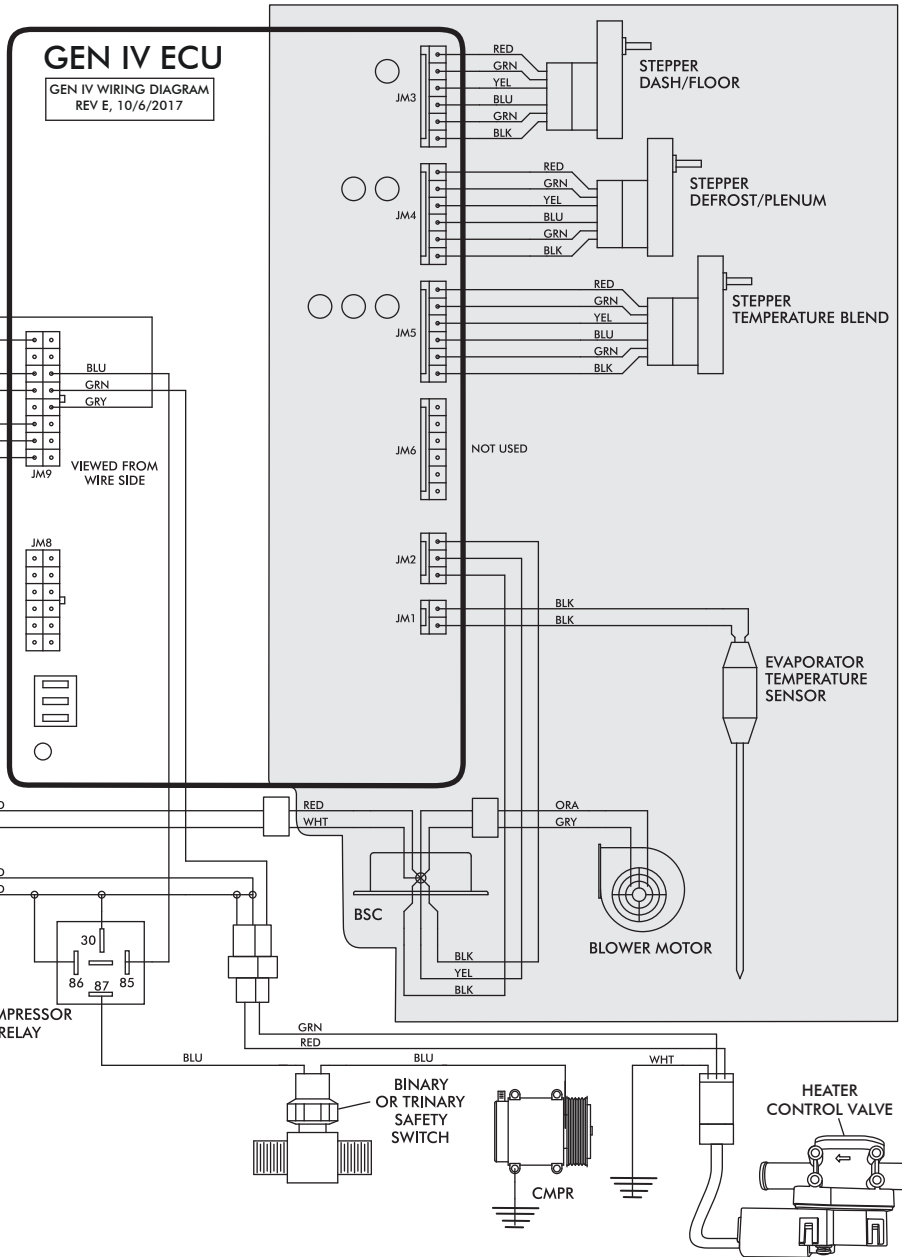 GEN IV ECU
GEN IV WIRING DIAGRAM
REV E, 10/6/2017
JM3
RED
GRN
YEL
BLU
GRN
BLK
STEPPER
DASH/FLOOR
JM4
RED
GRN
YEL
BLU
GRN
BLK
STEPPER
DEFROST/PLENUM
JM5
RED
GRN
YEL
BLU
GRN
BLK
STEPPER
TEMPERATURE BLEND
BLU
GRN
GRY
JM9
VIEWED FROM
WIRE SIDE
JM6
NOT USED
JM8
JM2
JM1
BLK
BLK
EVAPORATOR
TEMPERATURE
SENSOR
D
RED
WHT
ORA
GRY
D
D
BSC
BLOWER MOTOR
30
86
87
85
BLK
YEL
BLK
MPRESSOR
RELAY
GRN
RED
BLU
BLU
WHT
BINARY
OR TRINARY
SAFETY
SWITCH
CMPR
HEATER
CONTROL VALVE